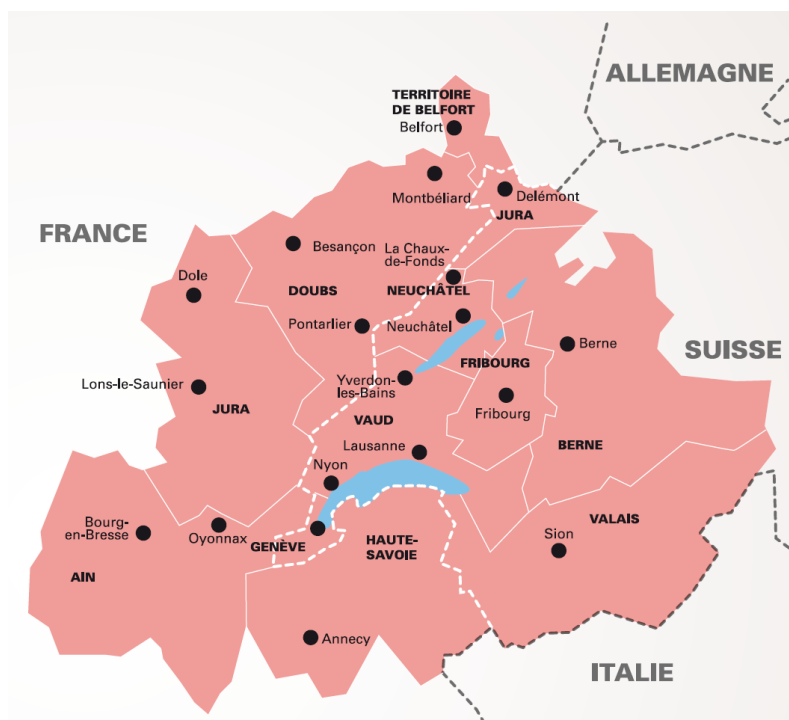 ALLEMAGNE
TERRITOIRE
DE BELFORT
Belfort
Montbéliard
Delémont
JURA
FRANCE
Besançon
La Chaux-
de-Fonds
Dole
DOUBS
NEUCHÂTEL
Pontarlier
Neuchâtel
Berne
SUISSE
FRIBOURG
Yverdon-
les-Bains
Lons-le-Saunier
JURA
Fribourg
VAUD
Lausanne
BERNE
Nyon
VALAIS
Bourg-
en-Bresse
Oyonnax
GENÈVE
HAUTE-
SAVOIE
Sion
AIN
Annecy
ITALIE